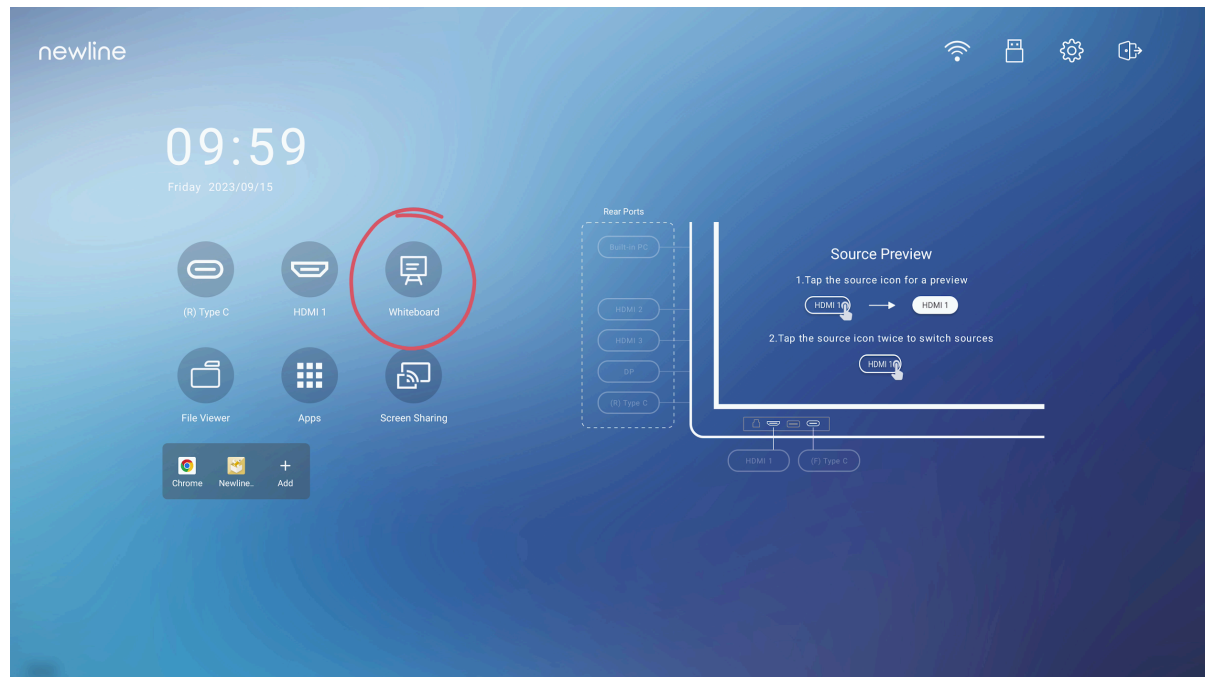 newline
09:59
Friday 2023/09/15
(R) Type C
HDMI 1
Whiteboard
File Viewer
Apps
Screen Sharing
Chrome
Newline..
Add
Rear Ports
Built-in PC
HDMI 2
HDMI 3
DP
(R) Type C
Source Preview
1.Tap the source icon for a preview
HDMI 1
HDMI 1
2.Tap the source icon twice to switch sources
HDMI 1
HDMI 1
(F) Type C